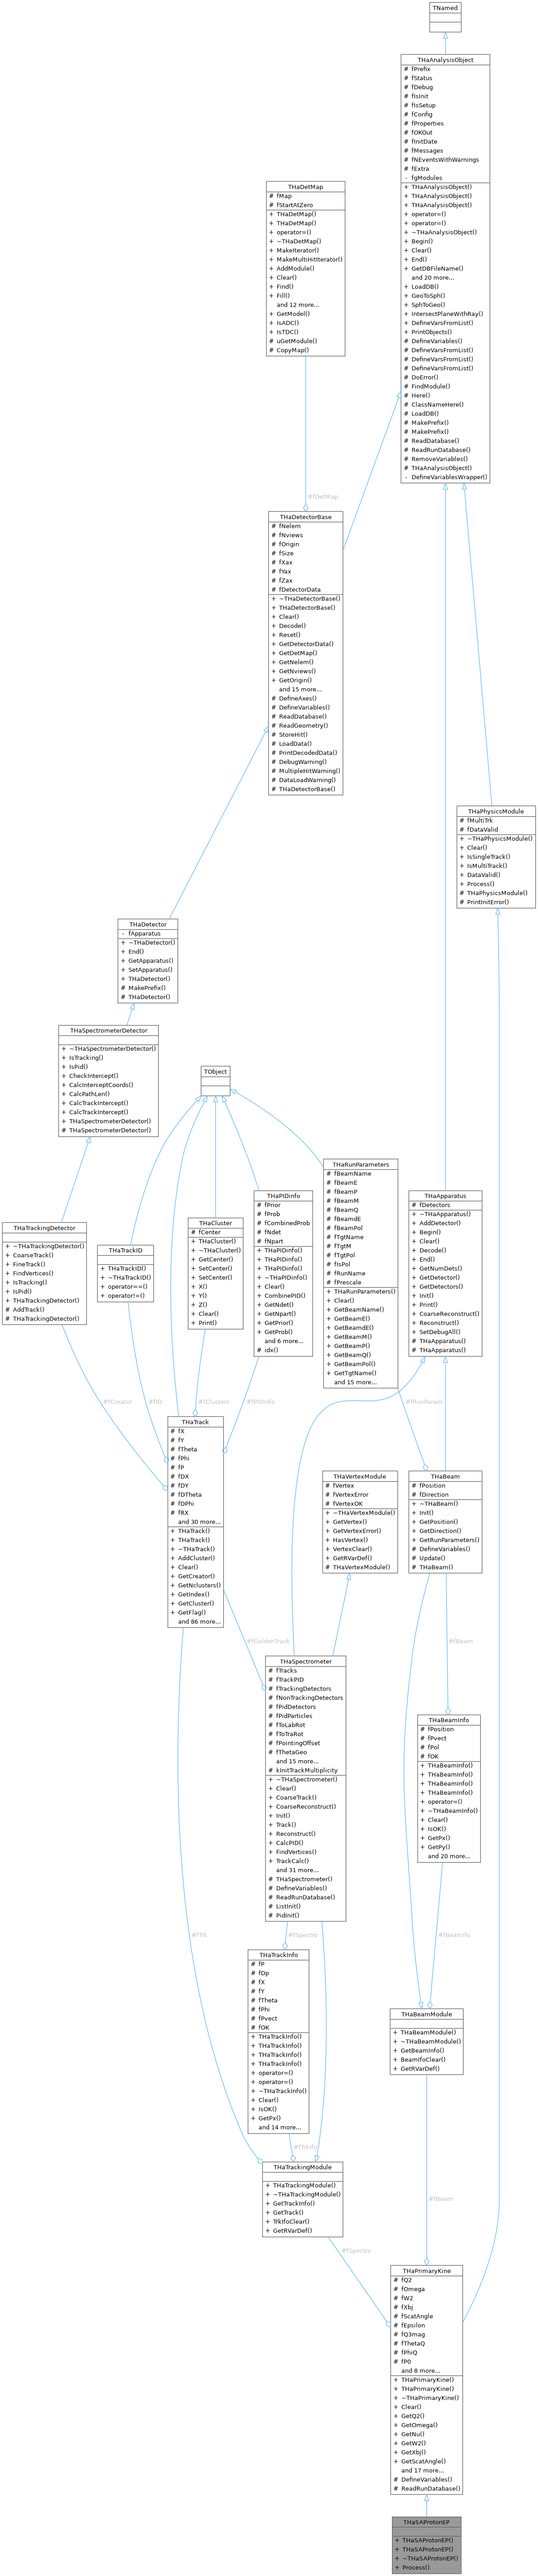 TNamed
THaAnalysisObject
# fPrefix
# fStatus
# fDebug
# fIsInit
# fIsSetup
# fConfig
# fProperties
# fOKOut
# fInitDate
# fMessages
# fNEventsWithWarnings
# fExtra
- fgModules
+ THaAnalysisObject()
+ THaAnalysisObject()
+ THaAnalysisObject()
+ operator=()
+ operator=()
+ ~THaAnalysisObject()
+ Begin()
+ Clear()
+ End()
+ GetDBFileName()
and 20 more...
+ LoadDB()
+ GeoToSph()
+ SphToGeo()
+ IntersectPlaneWithRay()
# DefineVarsFromList()
# PrintObjects()
# DefineVariables()
# DefineVarsFromList()
# DefineVarsFromList()
# DefineVarsFromList()
# DoError()
# FindModule()
# Here()
# ClassNameHere()
# LoadDB()
# MakePrefix()
# MakePrefix()
# ReadDatabase()
# ReadRunDatabase()
# RemoveVariables()
# THaAnalysisObject()
- DefineVariablesWrapper()
THaDetMap
# fMap
# fStartAtZero
+ THaDetMap()
+ THaDetMap()
+ operator=()
+ ~THaDetMap()
+ MakeIterator()
+ MakeMultiHitIterator()
+ AddModule()
+ Clear()
+ Find()
+ Fill()
and 12 more...
+ GetModel()
+ IsADC()
+ IsTDC()
# uGetModule()
# CopyMap()
#fDetMap
THaDetectorBase
# fNelem
# fNviews
# fOrigin
# fSize
# fXax
# fYax
# fZax
# fDetectorData
+ ~THaDetectorBase()
+ THaDetectorBase()
+ Clear()
+ Decode()
+ Reset()
+ GetDetectorData()
+ GetDetMap()
+ GetNelem()
+ GetNviews()
+ GetOrigin()
and 15 more...
# DefineAxes()
# DefineVariables()
# ReadDatabase()
# ReadGeometry()
# StoreHit()
# LoadData()
# PrintDecodedData()
# DebugWarning()
# MultipleHitWarning()
# DataLoadWarning()
# THaDetectorBase()
THaPhysicsModule
# fMultiTrk
# fDataValid
+ ~THaPhysicsModule()
+ Clear()
+ IsSingleTrack()
+ IsMultiTrack()
+ DataValid()
+ Process()
# THaPhysicsModule()
# PrintInitError()
THaDetector
- fApparatus
+ ~THaDetector()
+ End()
+ GetApparatus()
+ SetApparatus()
+ THaDetector()
# MakePrefix()
# THaDetector()
THaSpectrometerDetector
+ ~THaSpectrometerDetector()
+ IsTracking()
+ IsPid()
+ CheckIntercept()
+ CalcInterceptCoords()
+ CalcPathLen()
+ CalcTrackIntercept()
+ CalcTrackIntercept()
+ THaSpectrometerDetector()
# THaSpectrometerDetector()
TObject
THaTrackingDetector
+ ~THaTrackingDetector()
+ CoarseTrack()
+ FineTrack()
+ FindVertices()
+ IsTracking()
+ IsPid()
+ THaTrackingDetector()
# AddTrack()
# THaTrackingDetector()
THaTrackID
+ THaTrackID()
+ ~THaTrackID()
+ operator==()
+ operator!=()
THaCluster
# fCenter
+ THaCluster()
+ ~THaCluster()
+ GetCenter()
+ SetCenter()
+ SetCenter()
+ X()
+ Y()
+ Z()
+ Clear()
+ Print()
THaPIDinfo
# fPrior
# fProb
# fCombinedProb
# fNdet
# fNpart
+ THaPIDinfo()
+ THaPIDinfo()
+ THaPIDinfo()
+ ~THaPIDinfo()
+ Clear()
+ CombinePID()
+ GetNdet()
+ GetNpart()
+ GetPrior()
+ GetProb()
and 6 more...
# idx()
THaRunParameters
# fBeamName
# fBeamE
# fBeamP
# fBeamM
# fBeamQ
# fBeamdE
# fBeamPol
# fTgtName
# fTgtM
# fTgtPol
# fIsPol
# fRunName
# fPrescale
+ THaRunParameters()
+ Clear()
+ GetBeamName()
+ GetBeamE()
+ GetBeamdE()
+ GetBeamM()
+ GetBeamP()
+ GetBeamQ()
+ GetBeamPol()
+ GetTgtName()
and 15 more...
THaApparatus
# fDetectors
+ ~THaApparatus()
+ AddDetector()
+ Begin()
+ Clear()
+ Decode()
+ End()
+ GetNumDets()
+ GetDetector()
+ GetDetectors()
+ Init()
+ Print()
+ CoarseReconstruct()
+ Reconstruct()
+ SetDebugAll()
# THaApparatus()
# THaApparatus()
#fCreator
#fID
#fClusters
#fPIDinfo
#fRunParam
THaTrack
# fX
# fY
# fTheta
# fPhi
# fP
# fDX
# fDY
# fDTheta
# fDPhi
# fRX
and 30 more...
+ THaTrack()
+ THaTrack()
+ ~THaTrack()
+ AddCluster()
+ Clear()
+ GetCreator()
+ GetNclusters()
+ GetIndex()
+ GetCluster()
+ GetFlag()
and 86 more...
THaVertexModule
# fVertex
# fVertexError
# fVertexOK
+ ~THaVertexModule()
+ GetVertex()
+ GetVertexError()
+ HasVertex()
+ VertexClear()
+ GetRVarDef()
# THaVertexModule()
THaBeam
# fPosition
# fDirection
+ ~THaBeam()
+ Init()
+ GetPosition()
+ GetDirection()
+ GetRunParameters()
# DefineVariables()
# Update()
# THaBeam()
#fGoldenTrack
#fBeam
THaSpectrometer
# fTracks
# fTrackPID
# fTrackingDetectors
# fNonTrackingDetectors
# fPidDetectors
# fPidParticles
# fToLabRot
# fToTraRot
# fPointingOffset
# fThetaGeo
and 15 more...
# kInitTrackMultiplicity
+ ~THaSpectrometer()
+ Clear()
+ CoarseTrack()
+ CoarseReconstruct()
+ Init()
+ Track()
+ Reconstruct()
+ CalcPID()
+ FindVertices()
+ TrackCalc()
and 31 more...
# THaSpectrometer()
# DefineVariables()
# ReadRunDatabase()
# ListInit()
# PidInit()
THaBeamInfo
# fPosition
# fPvect
# fPol
# fOK
+ THaBeamInfo()
+ THaBeamInfo()
+ THaBeamInfo()
+ THaBeamInfo()
+ operator=()
+ ~THaBeamInfo()
+ Clear()
+ IsOK()
+ GetPx()
+ GetPy()
and 20 more...
#fTrk
#fSpectro
#fBeamInfo
THaTrackInfo
# fP
# fDp
# fX
# fY
# fTheta
# fPhi
# fPvect
# fOK
+ THaTrackInfo()
+ THaTrackInfo()
+ THaTrackInfo()
+ THaTrackInfo()
+ operator=()
+ operator=()
+ ~THaTrackInfo()
+ Clear()
+ IsOK()
+ GetPx()
and 14 more...
THaBeamModule
+ THaBeamModule()
+ ~THaBeamModule()
+ GetBeamInfo()
+ BeamIfoClear()
+ GetRVarDef()
#fTrkIfo
THaTrackingModule
+ THaTrackingModule()
+ ~THaTrackingModule()
+ GetTrackInfo()
+ GetTrack()
+ TrkIfoClear()
+ GetRVarDef()
#fBeam
#fSpectro
THaPrimaryKine
# fQ2
# fOmega
# fW2
# fXbj
# fScatAngle
# fEpsilon
# fQ3mag
# fThetaQ
# fPhiQ
# fP0
and 8 more...
+ THaPrimaryKine()
+ THaPrimaryKine()
+ ~THaPrimaryKine()
+ Clear()
+ GetQ2()
+ GetOmega()
+ GetNu()
+ GetW2()
+ GetXbj()
+ GetScatAngle()
and 17 more...
# DefineVariables()
# ReadRunDatabase()
THaSAProtonEP
+ THaSAProtonEP()
+ THaSAProtonEP()
+ ~THaSAProtonEP()
+ Process()